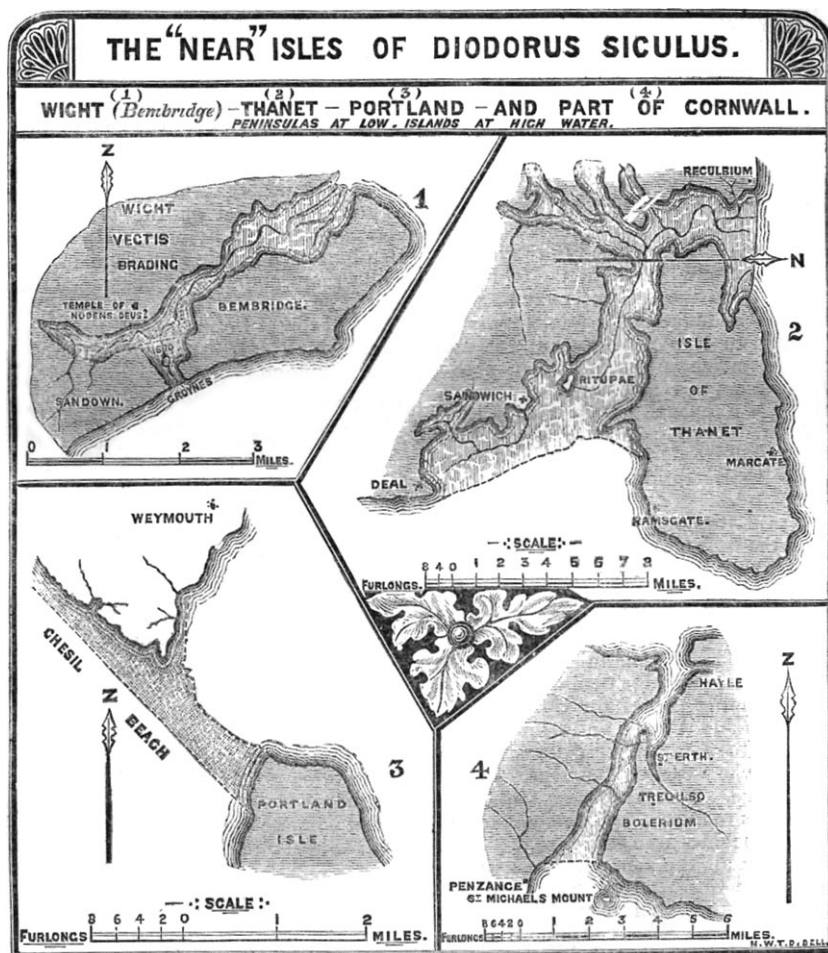 THE "NEAR" ISLES OF DIODORUS SICULUS.
(1) (2) (3) (4)
WIGHT (Bembridge) – THANET – PORTLAND – AND PART OF CORNWALL.
PENINSULAS AT LOW. ISLANDS AT HIGH WATER.
1
Z
WIGHT
VECTIS
BRADING
TEMPLE OF
NODENS DEUS?
BEMBRIDGE.
SANDOWN.
GROYNES
0 1 2 3
MILES.
2
RECULBIUM
N
ISLE
OF
THANET
RITUPAE
SANDWICH
MARGATE
DEAL
RAMSGATE.
SCALE
8 4 0 1 2 3 4 5 6 7 8
FURLONGS MILES.
WEYMOUTH
CHESIL
BEACH
Z
3
PORTLAND
ISLE
SCALE:
8 6 4 2 0 1 2
FURLONGS MILES.
4
Z
HAYLE
ST ERTH.
BOLERIUM
PENZANCE
ST MICHAELS MOUNT
8 6 4 2 0 1 2 3 4 5 6
FURLONGS MILES.